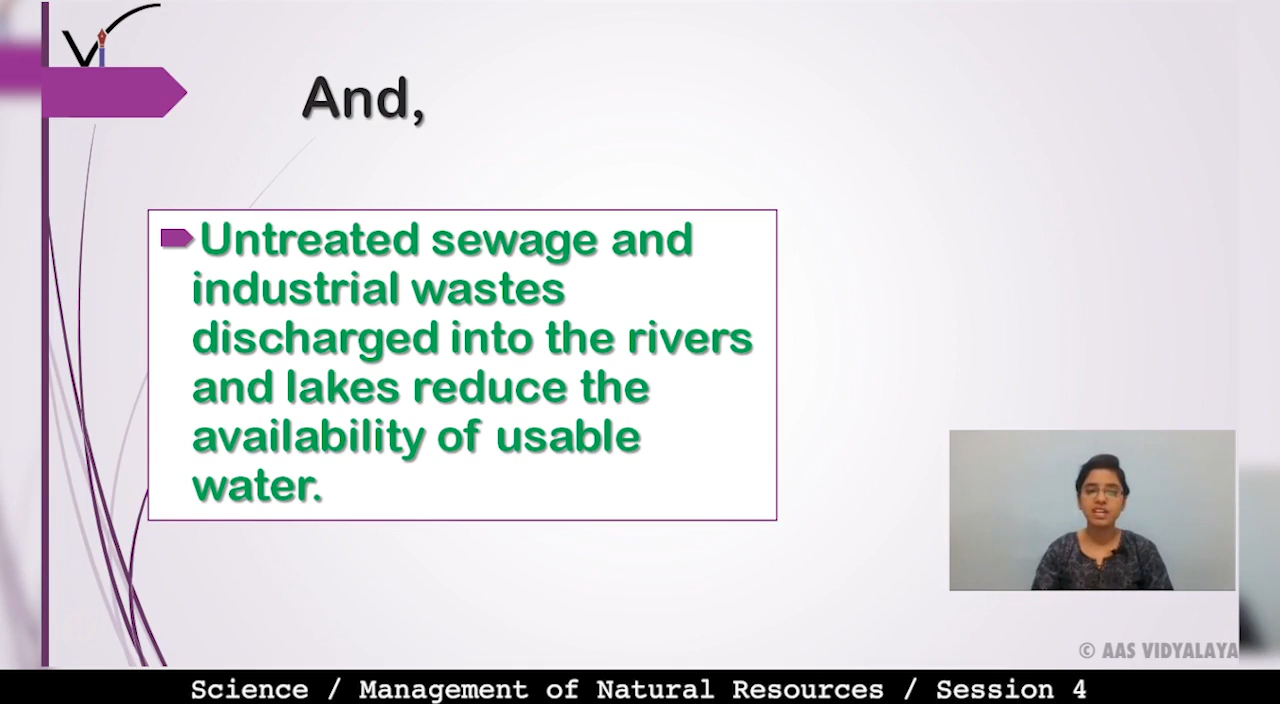 Vi
And,
Untreated sewage and
industrial wastes
discharged into the rivers
and lakes reduce the
availability of usable
water.
© AAS VIDYALAYA
Science / Management of Natural Resources / Session 4